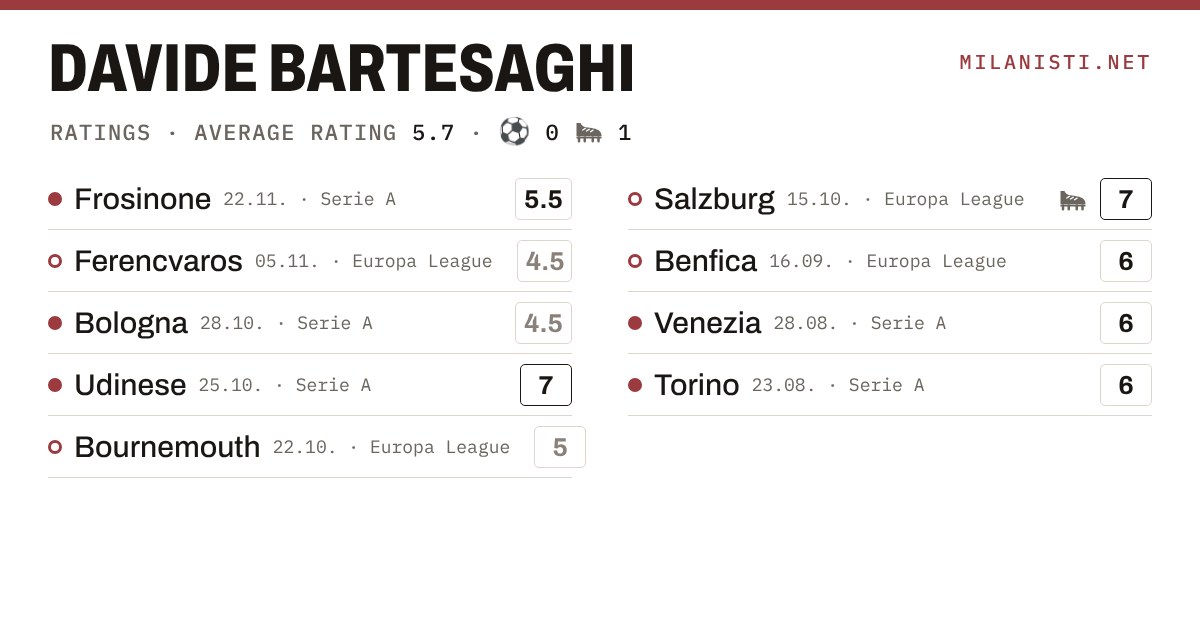 DAVIDE BARTESAGHI
MILANISTI.NET
RATINGS · AVERAGE RATING 5.7 · ⚽ 0 1
Frosinone 22.11. · Serie A 5.5
Ferencvaros 05.11. · Europa League 4.5
Bologna 28.10. · Serie A 4.5
Udinese 25.10. · Serie A 7
Bournemouth 22.10. · Europa League 5
Salzburg 15.10. · Europa League 7
Benfica 16.09. · Europa League 6
Venezia 28.08. · Serie A 6
Torino 23.08. · Serie A 6